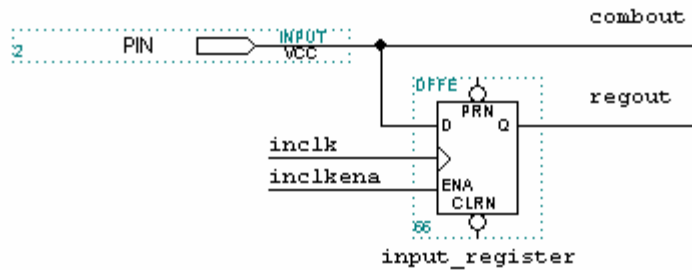 combout
INPUT
2 PIN
VCC
DFFE
regout
PRN
D Q
inclk
inclkena
ENA
CLRN
66
input_register